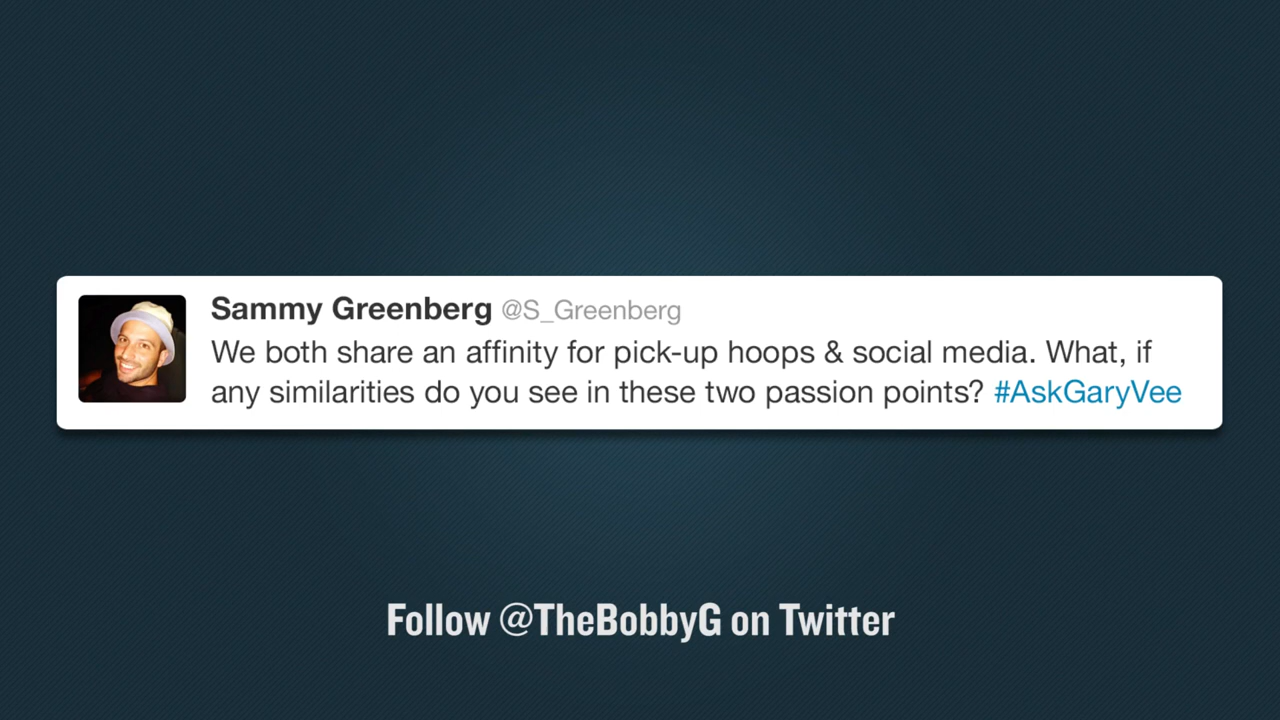 Sammy Greenberg @S_Greenberg
We both share an affinity for pick-up hoops & social media. What, if
any similarities do you see in these two passion points? #AskGaryVee
Follow @TheBobbyG on Twitter